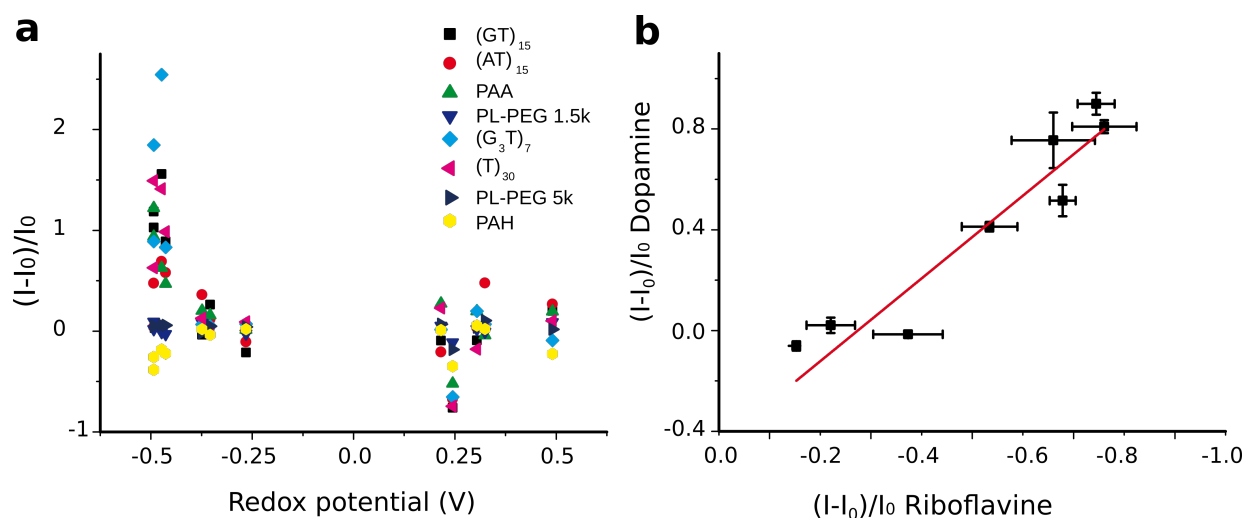 a
(GT)15
(AT)15
PAA
PL-PEG 1.5k
(G3T)7
(T)30
PL-PEG 5k
PAH
2
1
0
-1
(I-I0)/I0
-0.5 -0.25 0.0 0.25 0.5
Redox potential (V)
b
0.8
0.4
0.0
-0.4
(I-I0)/I0 Dopamine
0.0 -0.2 -0.4 -0.6 -0.8 -1.0
(I-I0)/I0 Riboflavine